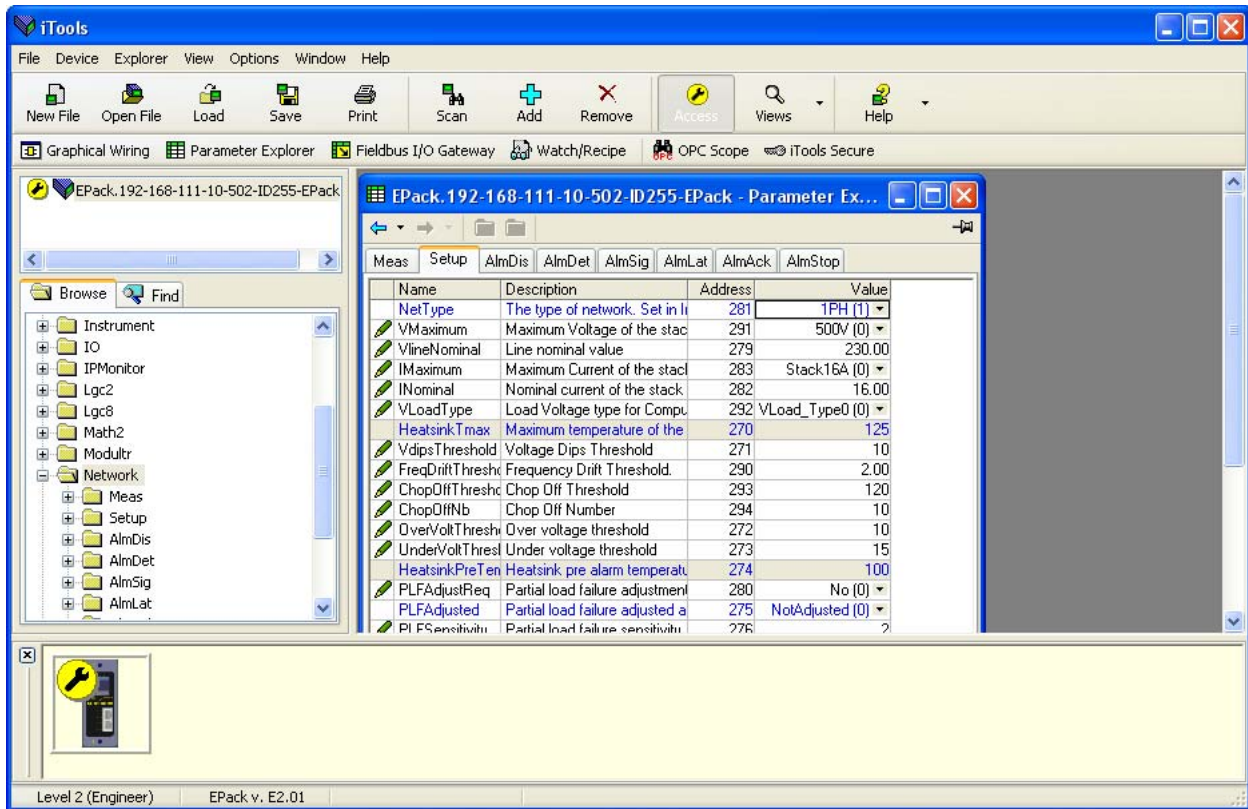 iTools
File Device Explorer View Options Window Help
New File Open File Load Save Print Scan Add Remove Access Views Help
Graphical Wiring Parameter Explorer Fieldbus I/O Gateway Watch/Recipe OPC Scope iTools Secure
EPack.192-168-111-10-502-ID255-EPack
Browse Find
Instrument
IO
IPMonitor
Lgc2
Lgc8
Math2
Modultr
Network
Meas
Setup
AlmDis
AlmDet
AlmSig
AlmLat
EPack.192-168-111-10-502-ID255-EPack - Parameter Ex...
Meas Setup AlmDis AlmDet AlmSig AlmLat AlmAck AlmStop
Name Description Address Value
NetType The type of network. Set in I 281 1PH (1)
VMaximum Maximum Voltage of the stac 291 500V (0)
VlineNominal Line nominal value 279 230.00
IMaximum Maximum Current of the stacl 283 Stack16A (0)
INominal Nominal current of the stack 282 16.00
VLoadType Load Voltage type for Compu 292 VLoad_Type0 (0)
HeatsinkTmax Maximum temperature of the 270 125
VdipsThreshold Voltage Dips Threshold 271 10
FreqDriftThresho Frequency Drift Threshold. 290 2.00
ChopOffThresho Chop Off Threshold 293 120
ChopOffNb Chop Off Number 294 10
OverVoltThresh Over voltage threshold 272 10
UnderVoltThresl Under voltage threshold 273 15
HeatsinkPreTen Heatsink pre alarm temperatu 274 100
PLFAdjustReq Partial load failure adjustment 280 No (0)
PLFAdjusted Partial load failure adjusted a 275 NotAdjusted (0)
PLFSensitivity Partial load failure sensitivity 276 2
Level 2 (Engineer) EPack v. E2.01